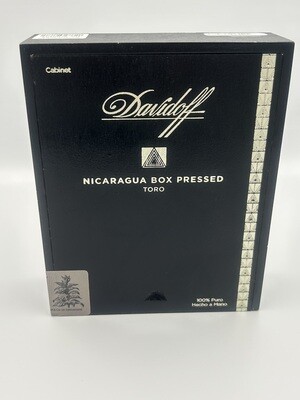 Cabinet
Davidoff
NICARAGUA BOX PRESSED
TORO
100% Puro
Hecho a Mano